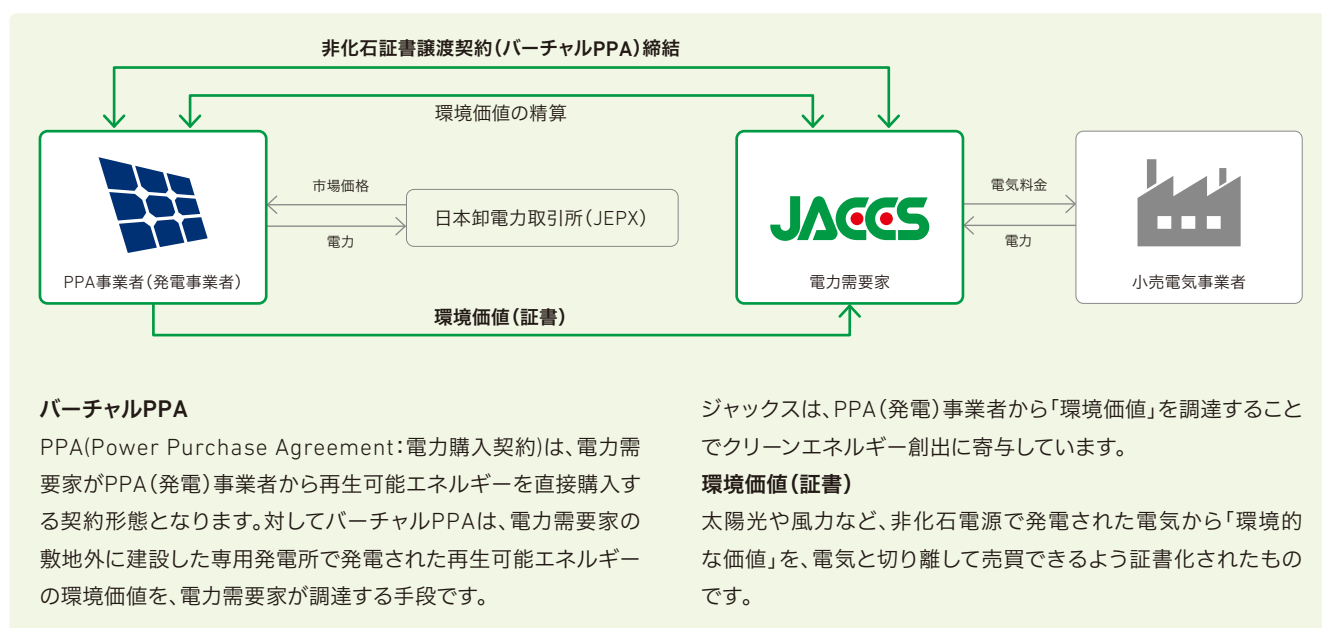 非化石証書譲渡契約(バーチャルPPA)締結
環境価値の精算
市場価格
電力
日本卸電力取引所(JEPX)
PPA事業者(発電事業者)
JACCS
電力需要家
電気料金
電力
小売電気事業者
環境価値(証書)
バーチャルPPA
PPA(Power Purchase Agreement:電力購入契約)は、電力需
要家がPPA(発電)事業者から再生可能エネルギーを直接購入す
る契約形態となります。対してバーチャルPPAは、電力需要家の
敷地外に建設した専用発電所で発電された再生可能エネルギー
の環境価値を、電力需要家が調達する手段です。
ジャックスは、PPA(発電)事業者から「環境価値」を調達すること
でクリーンエネルギー創出に寄与しています。
環境価値(証書)
太陽光や風力など、非化石電源で発電された電気から「環境的
な価値」を、電気と切り離して売買できるよう証書化されたもの
です。